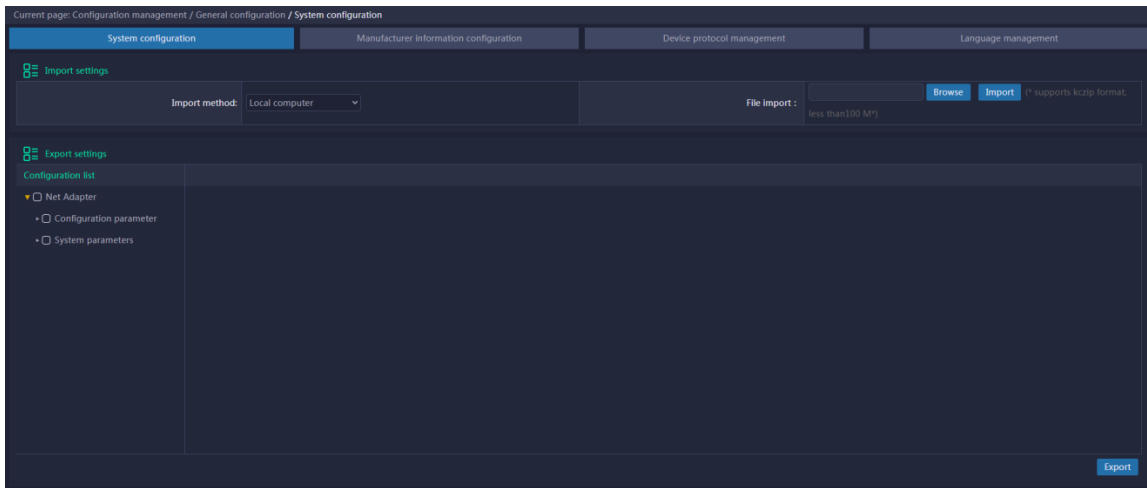 Current page: Configuration management / General configuration / System configuration
System configuration
Manufacturer information configuration
Device protocol management
Language management
Import settings
Import method:
Local computer
File import :
Browse
Import
(* supports kczip format,
less than100 M*)
Export settings
Configuration list
Net Adapter
Configuration parameter
System parameters
Export